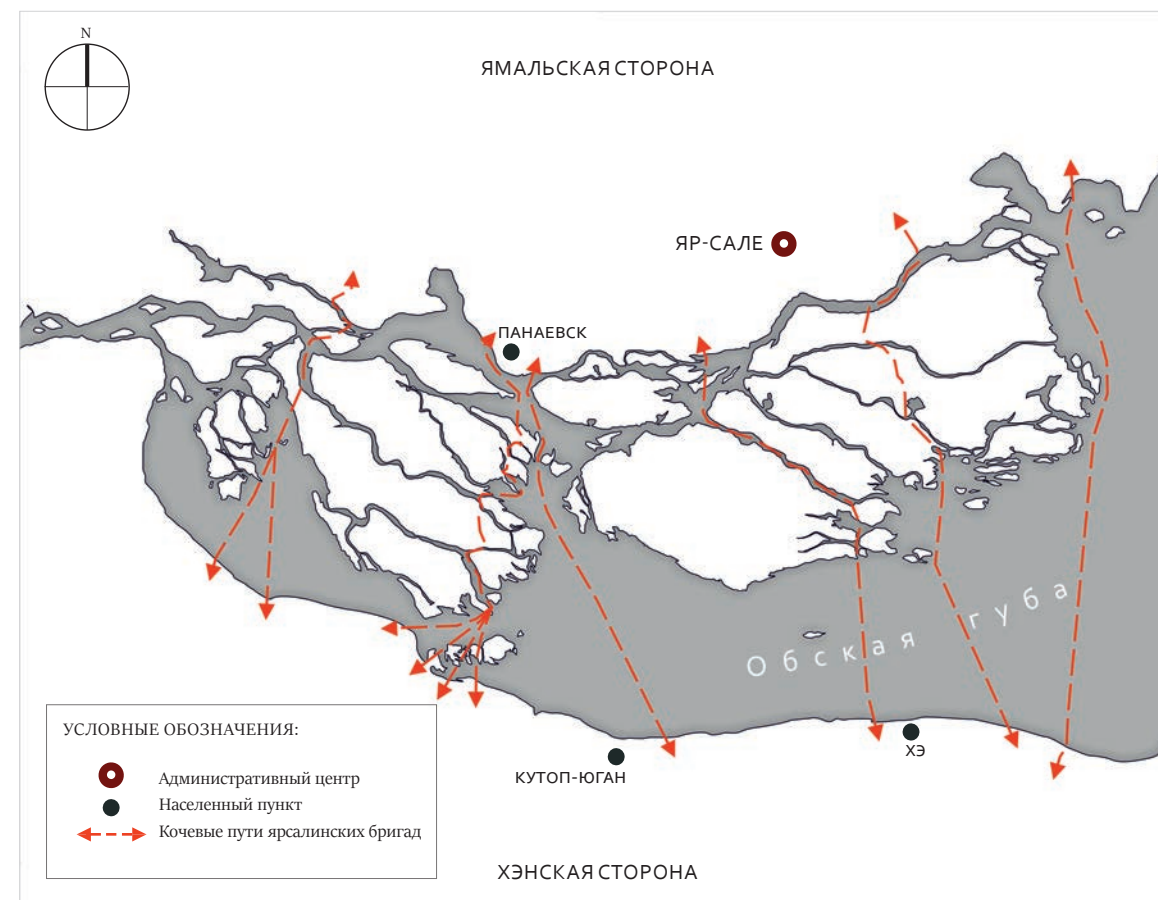 N
ЯМАЛЬСКАЯ СТОРОНА
ЯР-САЛЕ
ПАНАЕВСК
Обская губа
ХЭ
КУТОП-ЮГАН
УСЛОВНЫЕ ОБОЗНАЧЕНИЯ:
Административный центр
Населенный пункт
Кочевые пути ярсалинских бригад
ХЭНСКАЯ СТОРОНА